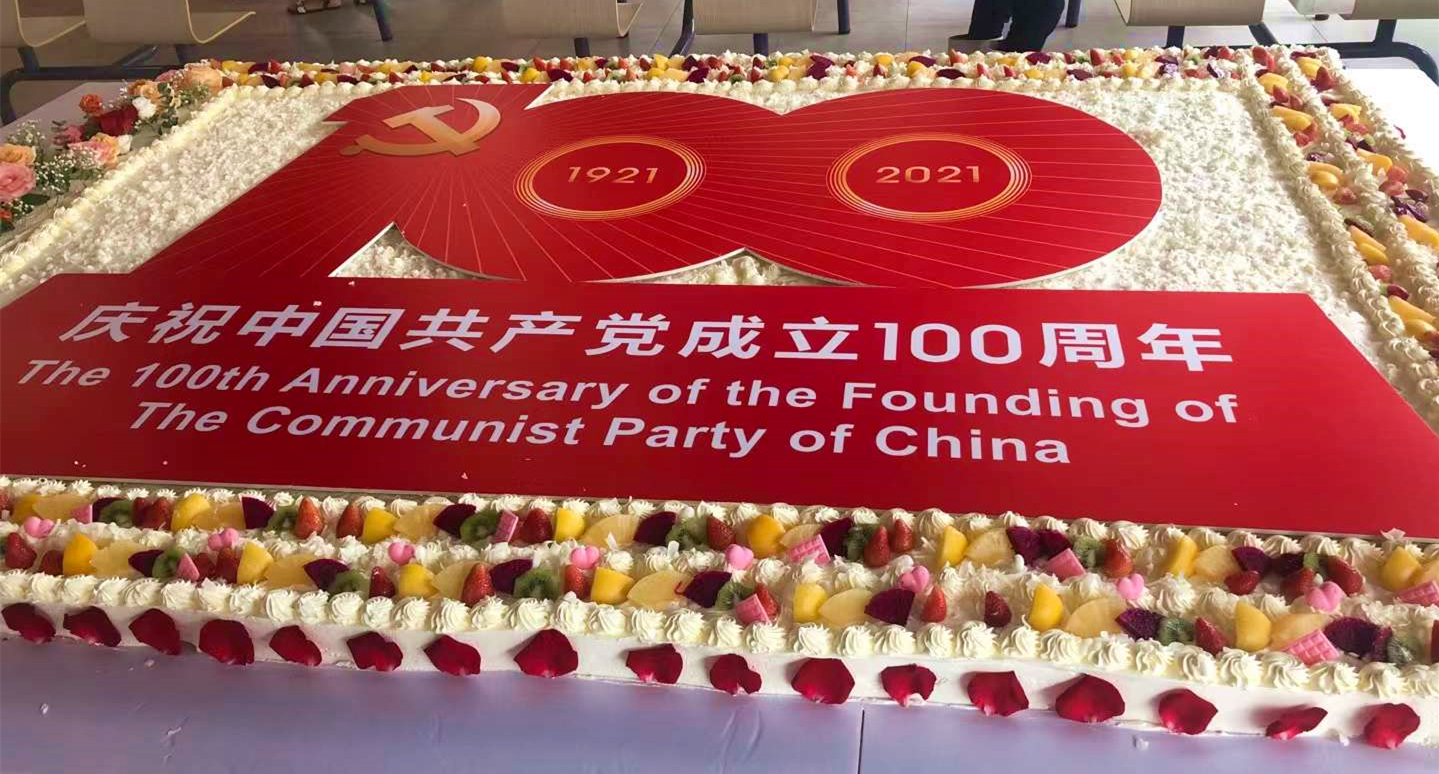 1921 2021
庆祝中国共产党成立100周年
The 100th Anniversary of the Founding of
The Communist Party of China